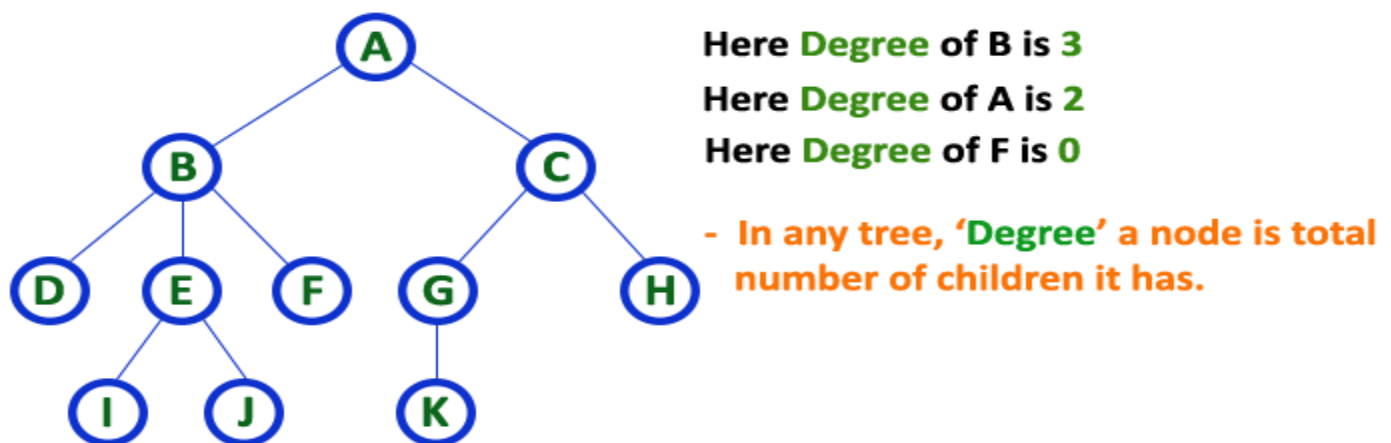 A
B C
D E F G H
I J K
Here Degree of B is 3
Here Degree of A is 2
Here Degree of F is 0
- In any tree, ‘Degree’ a node is total
number of children it has.